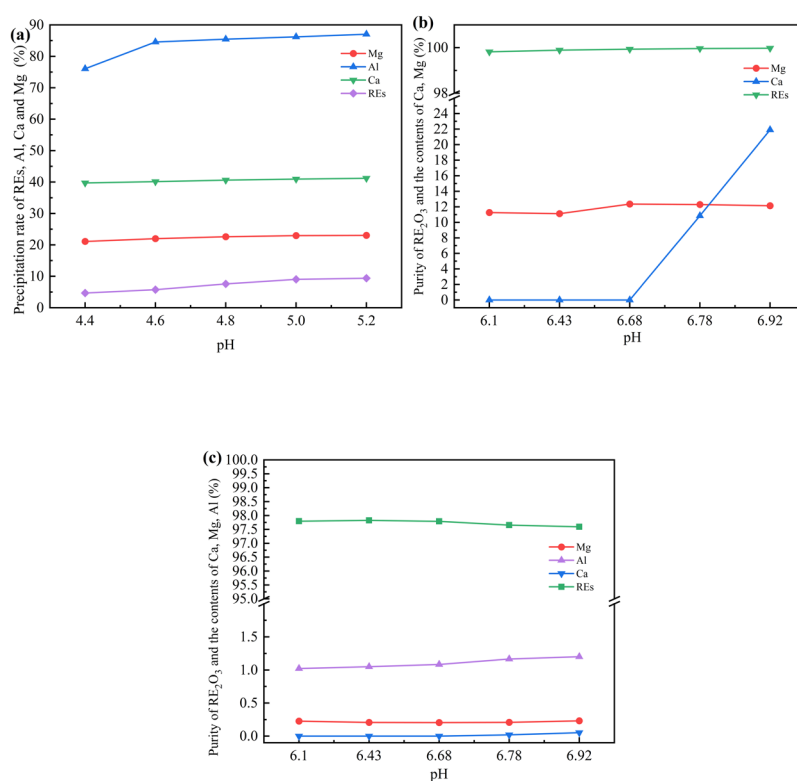 (a)
Precipitation rate of REs, Al, Ca and Mg (%)
90
80
70
60
50
40
30
20
10
0
Mg
Al
Ca
REs
4.4 4.6 4.8 5.0 5.2
pH
(b)
Purity of RE₂O₃ and the contents of Ca, Mg (%)
100
98
22
20
18
16
14
12
10
8
6
4
2
0
Mg
Ca
REs
6.1 6.43 6.68 6.78 6.92
pH
(c)
Purity of RE₂O₃ and the contents of Ca, Mg, Al (%)
100.0
99.5
99.0
98.5
98.0
97.5
97.0
96.5
96.0
95.5
95.0
1.5
1.0
0.5
0.0
Mg
Al
Ca
REs
6.1 6.43 6.68 6.78 6.92
pH